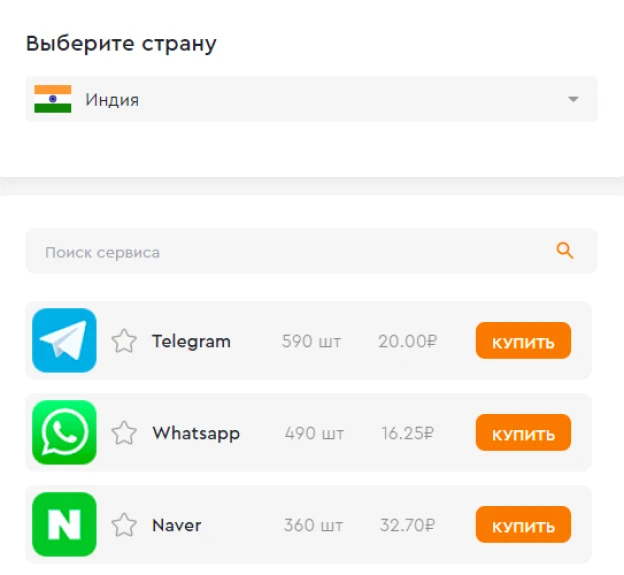 Выберите страну
Индия
Поиск сервиса
Telegram 590 шт 20.00₽ КУПИТЬ
Whatsapp 490 шт 16.25₽ КУПИТЬ
N Naver 360 шт 32.70₽ КУПИТЬ